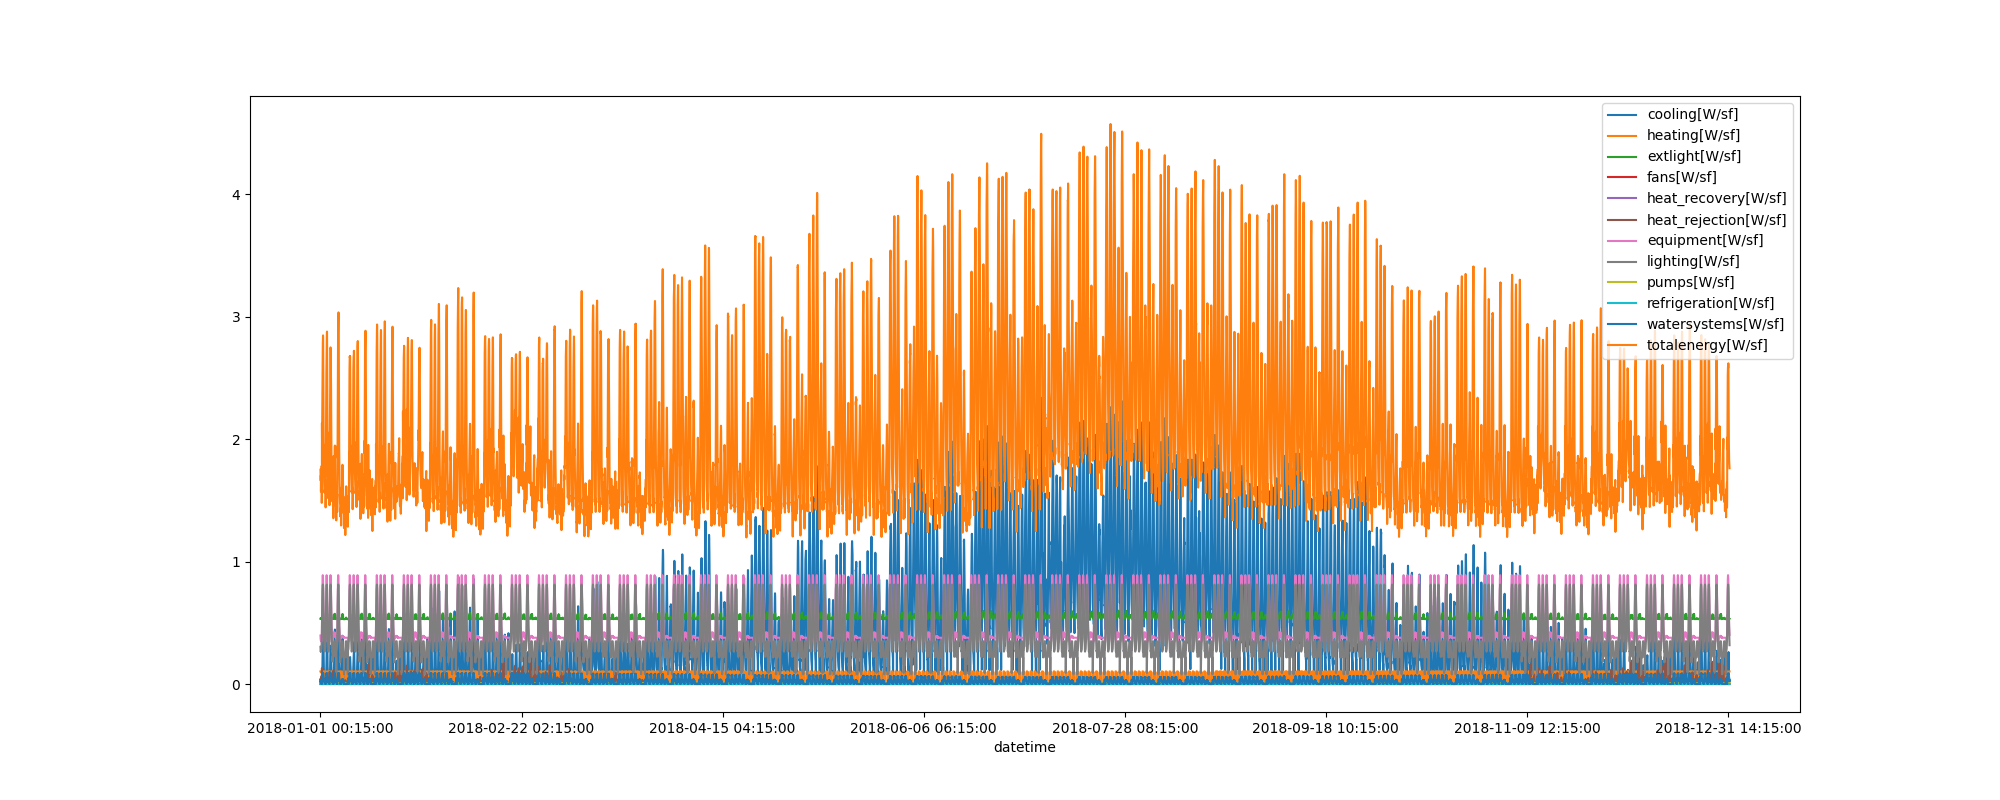 4
3
2
1
0
cooling[W/sf]
heating[W/sf]
extlight[W/sf]
fans[W/sf]
heat_recovery[W/sf]
heat_rejection[W/sf]
equipment[W/sf]
lighting[W/sf]
pumps[W/sf]
refrigeration[W/sf]
watersystems[W/sf]
totalenergy[W/sf]
2018-01-01 00:15:00 2018-02-22 02:15:00 2018-04-15 04:15:00 2018-06-06 06:15:00 2018-07-28 08:15:00 2018-09-18 10:15:00 2018-11-09 12:15:00 2018-12-31 14:15:00
datetime